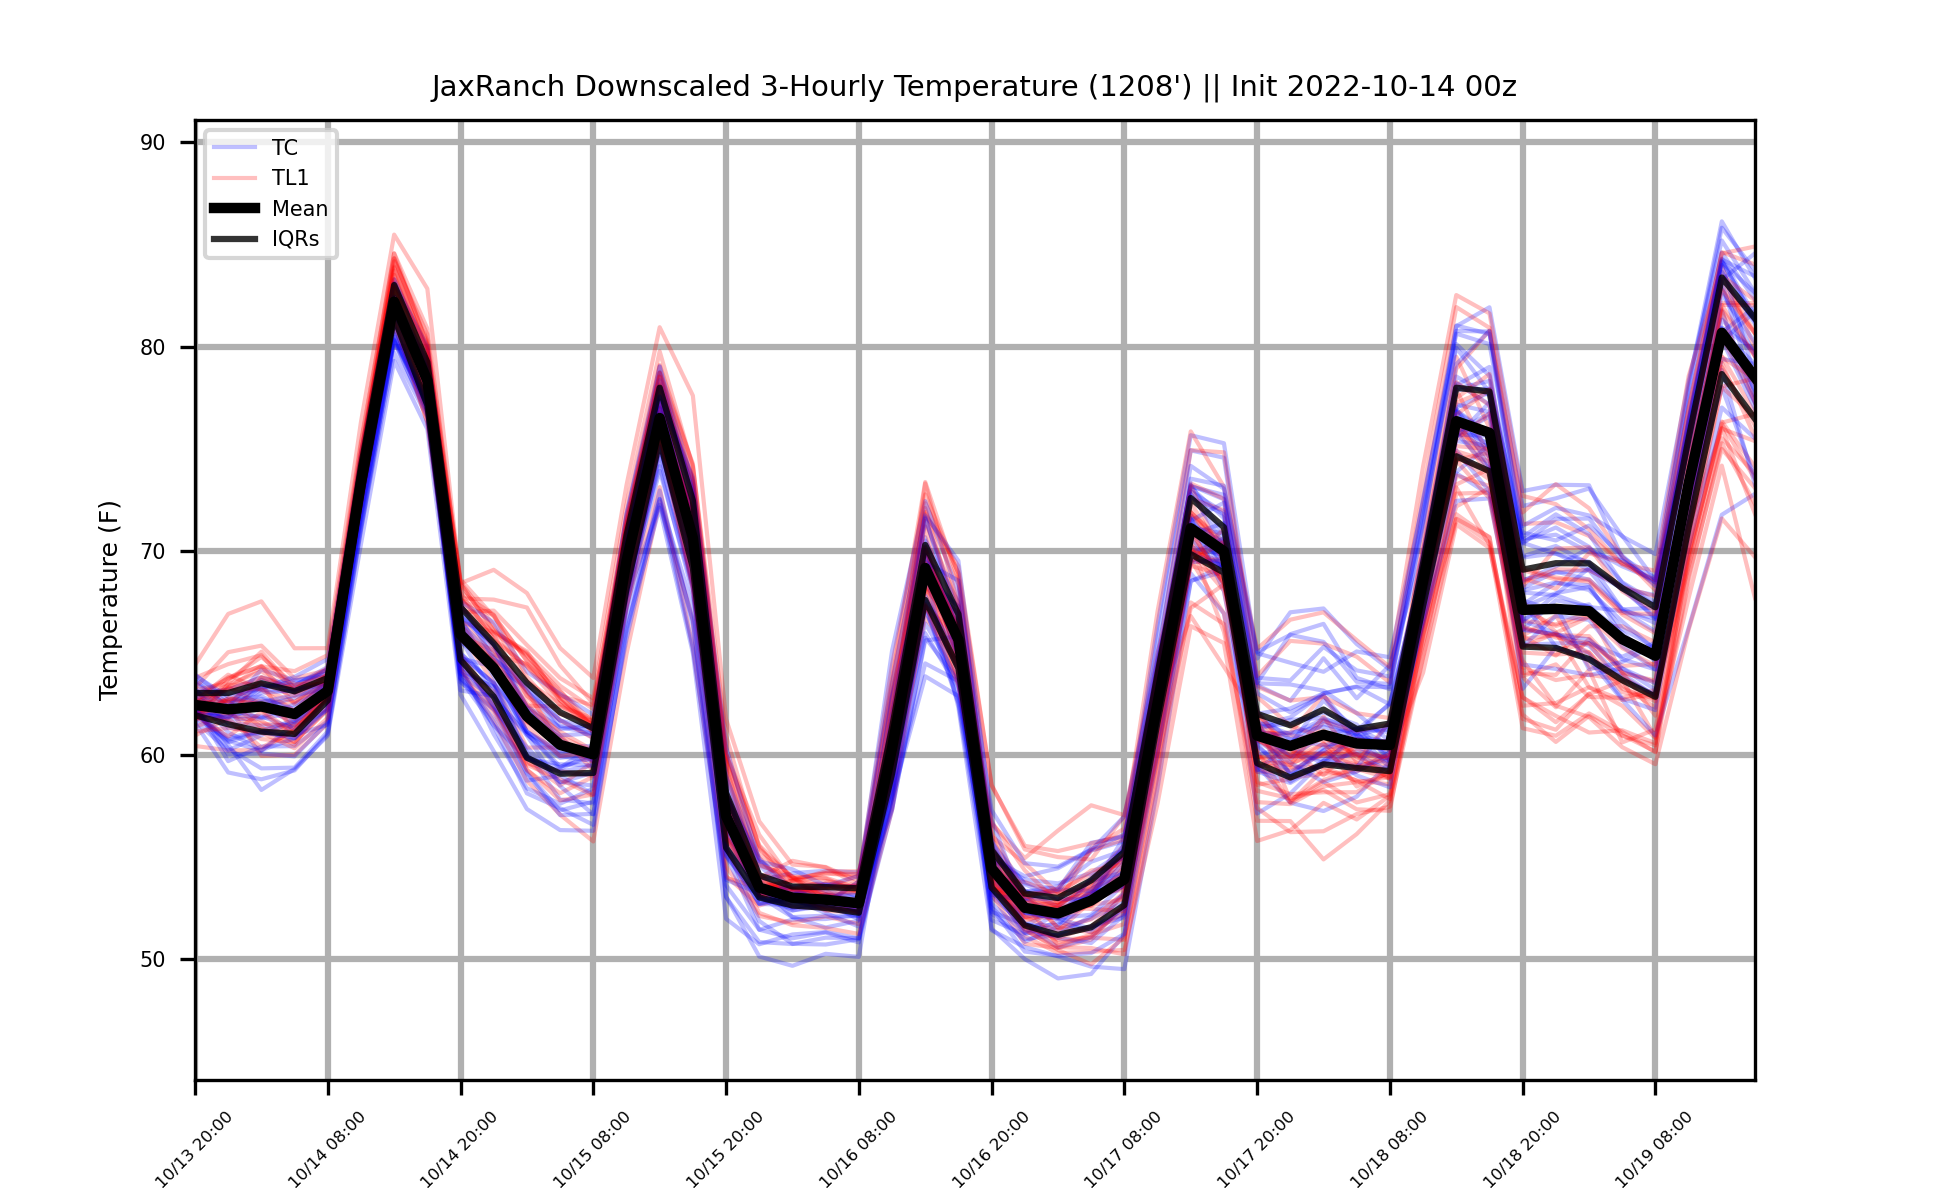 JaxRanch Downscaled 3-Hourly Temperature (1208') || Init 2022-10-14 00z
TC
TL1
Mean
IQRs
Temperature (F)
90
80
70
60
50
10/13 20:00
10/14 08:00
10/14 20:00
10/15 08:00
10/15 20:00
10/16 08:00
10/16 20:00
10/17 08:00
10/17 20:00
10/18 08:00
10/18 20:00
10/19 08:00